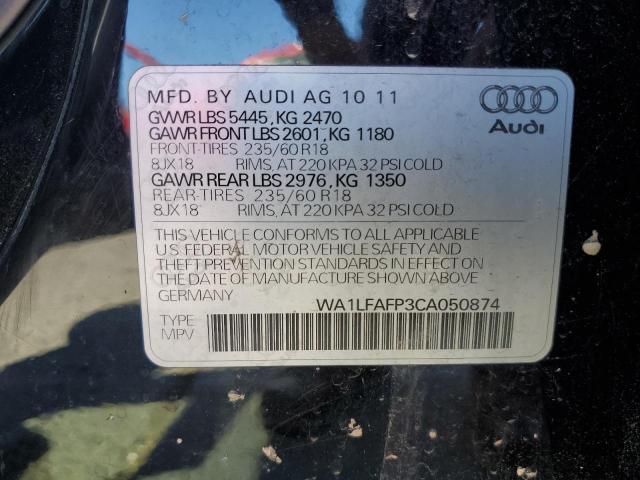 MFD. BY AUDI AG 10 11
GVWR LBS 5445, KG 2470
GAWR FRONT LBS 2601, KG 1180
FRONT-TIRES 235/60 R18
8JX18 RIMS, AT 220 KPA 32 PSI COLD
GAWR REAR LBS 2976, KG 1350
REAR-TIRES 235/60 R18
8JX18 RIMS, AT 220 KPA 32 PSI COLD
Audi
THIS VEHICLE CONFORMS TO ALL APPLICABLE
U.S. FEDERAL MOTOR VEHICLE SAFETY AND
THEFT PREVENTION STANDARDS IN EFFECT ON
THE DATE OF MANUFACTURE SHOWN ABOVE
GERMANY WA1LFAFP3CA050874
TYPE
MPV